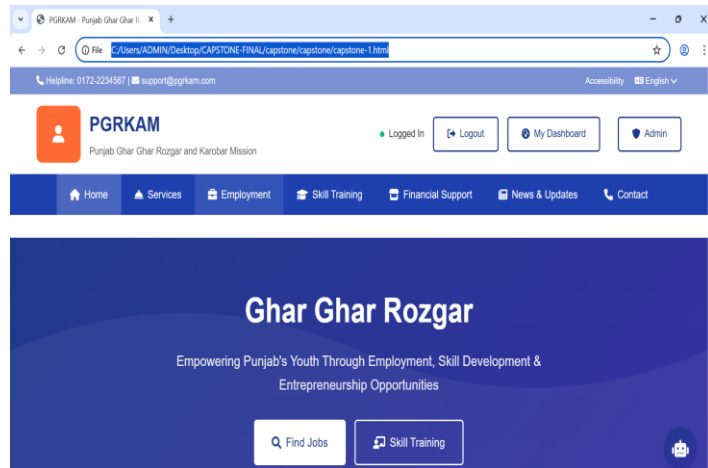 PGRKAM - Punjab Ghar Ghar R
File C:/Users/ADMIN/Desktop/CAPSTONE-FINAL/capstone/capstone/capstone-1.html
Helpline: 0172-2234567 | support@pgrkam.com Accessibility English
PGRKAM
Punjab Ghar Ghar Rozgar and Karobar Mission
Logged In Logout My Dashboard Admin
Home Services Employment Skill Training Financial Support News & Updates Contact
Ghar Ghar Rozgar
Empowering Punjab's Youth Through Employment, Skill Development &
Entrepreneurship Opportunities
Find Jobs Skill Training